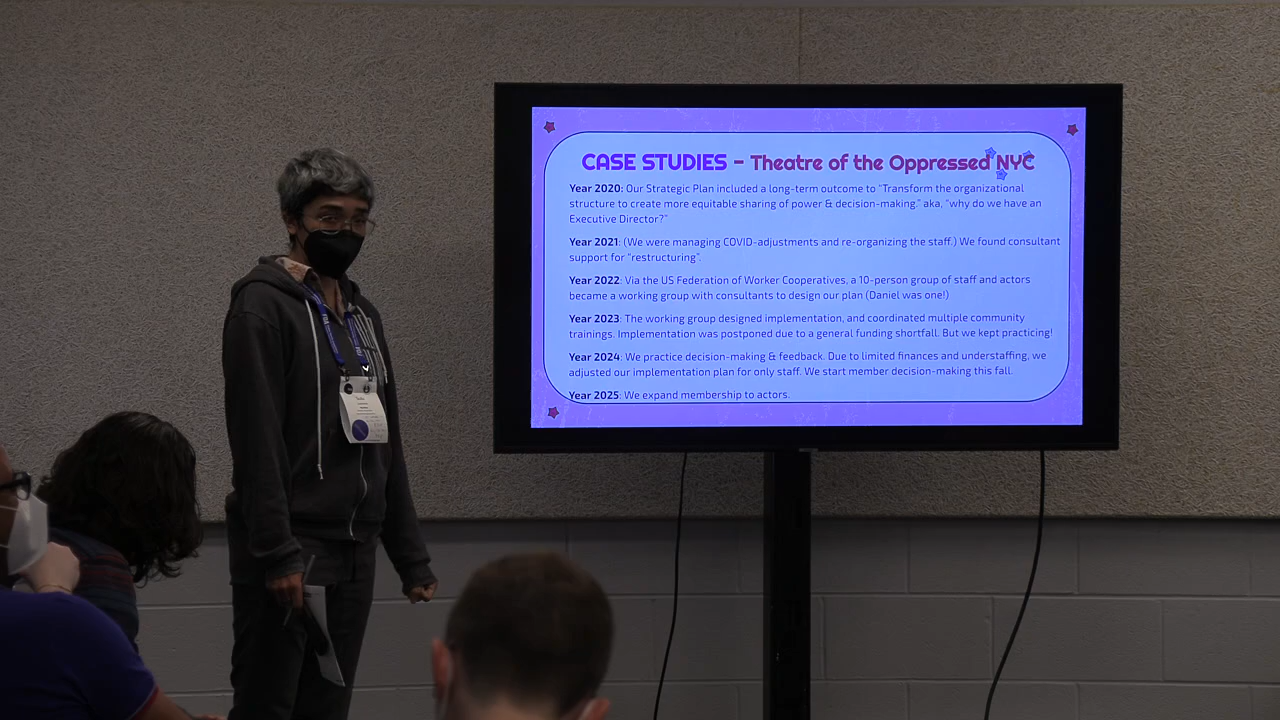 CASE STUDIES - Theatre of the Oppressed NYC
Year 2020: Our Strategic Plan included a long-term outcome to "Transform the organizational
structure to create more equitable sharing of power & decision-making." aka, "why do we have an
Executive Director?"
Year 2021: (We were managing COVID-adjustments and re-organizing the staff.) We found consultant
support for "restructuring".
Year 2022: Via the US Federation of Worker Cooperatives, a 10-person group of staff and actors
became a working group with consultants to design our plan (Daniel was one!)
Year 2023: The working group designed implementation, and coordinated multiple community
trainings. Implementation was postponed due to a general funding shortfall. But we kept practicing!
Year 2024: We practice decision-making & feedback. Due to limited finances and understaffing, we
adjusted our implementation plan for only staff. We start member decision-making this fall.
Year 2025: We expand membership to actors.